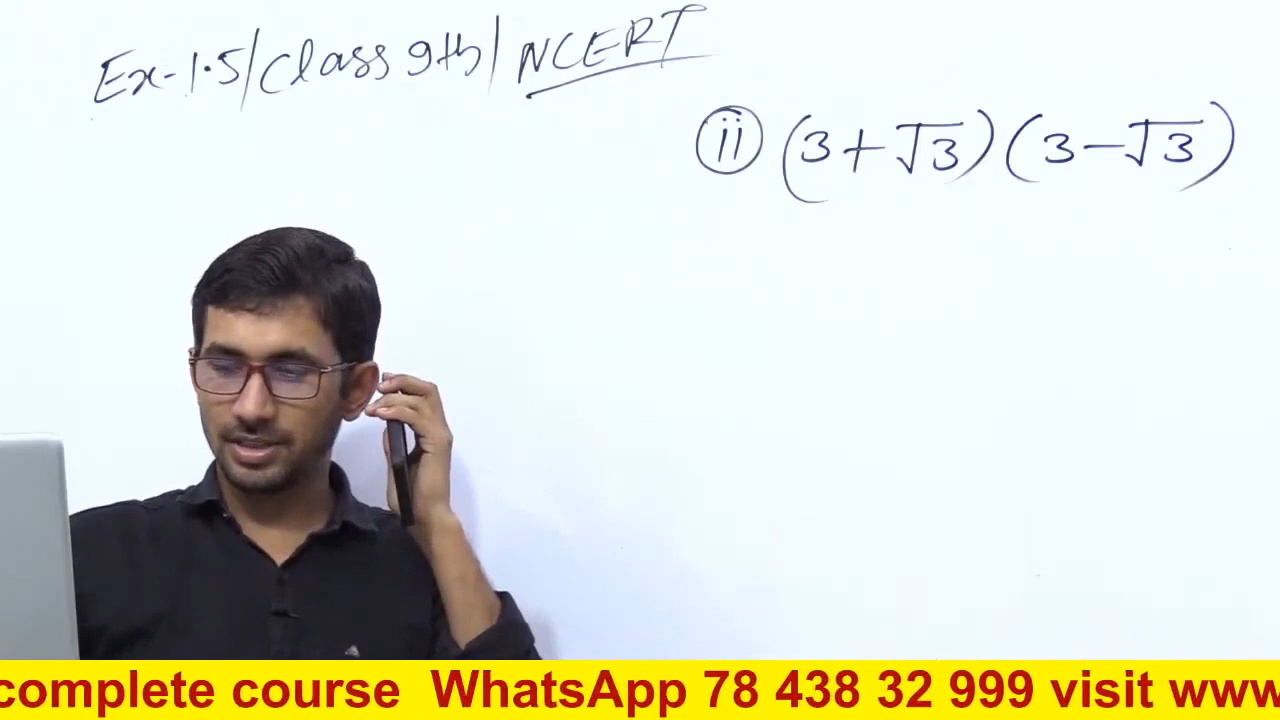 Ex-1.5/Class 9th/NCERT
ii (3+√3)(3-√3)
complete course WhatsApp 78 438 32 999 visit www